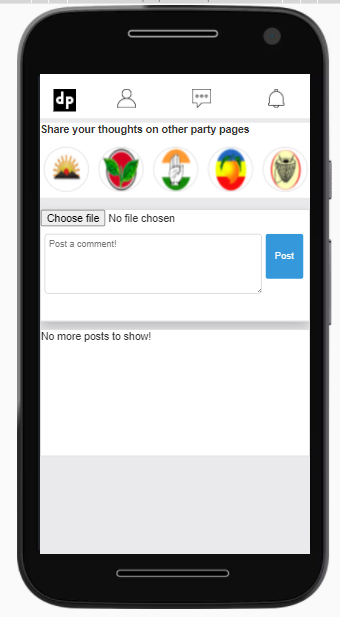 dp
Share your thoughts on other party pages
Choose file No file chosen
Post a comment!
Post
No more posts to show!